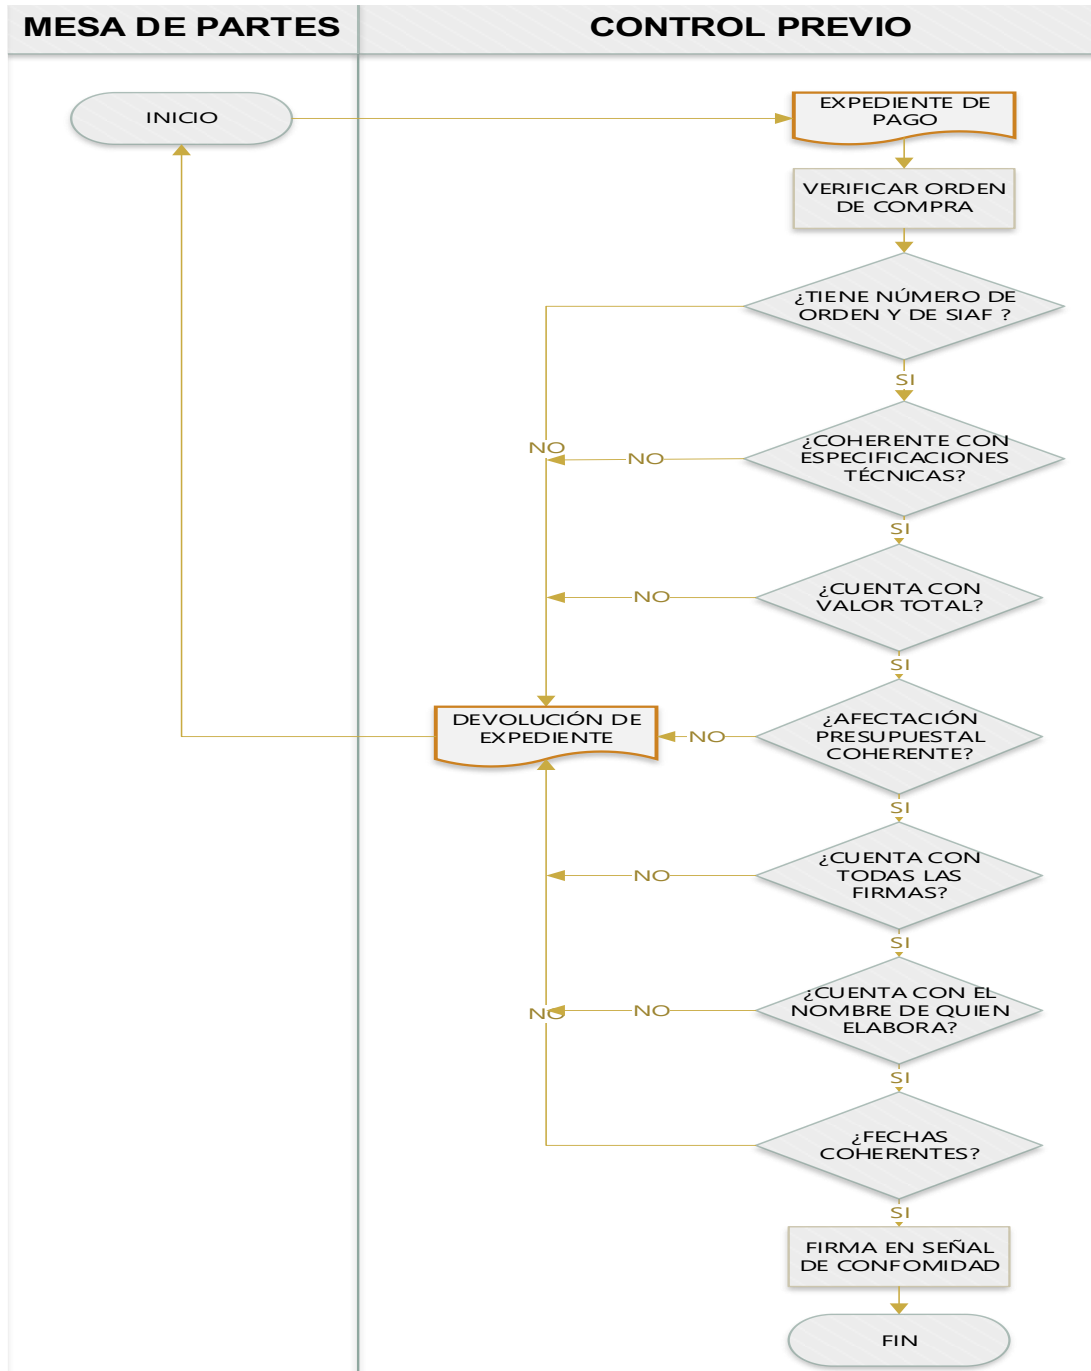 MESA DE PARTES
CONTROL PREVIO
INICIO
EXPEDIENTE DE
PAGO
VERIFICAR ORDEN
DE COMPRA
¿TIENE NÚMERO DE
ORDEN Y DE SIAF ?
SI
NO
¿COHERENTE CON
ESPECIFICACIONES
TÉCNICAS?
NO
SI
¿CUENTA CON
VALOR TOTAL?
NO
SI
DEVOLUCIÓN DE
EXPEDIENTE
NO
¿AFECTACIÓN
PRESUPUESTAL
COHERENTE?
SI
¿CUENTA CON
TODAS LAS
FIRMAS?
NO
SI
¿CUENTA CON EL
NOMBRE DE QUIEN
ELABORA?
NO
NO
SI
¿FECHAS
COHERENTES?
SI
FIRMA EN SEÑAL
DE CONFOMIDAD
FIN